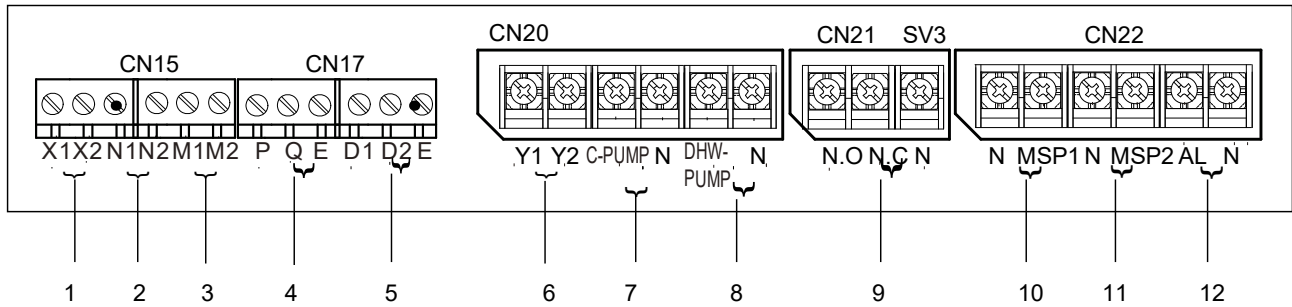 CN20 CN21 SV3 CN22
CN15 CN17
X1 X2 N1 N2 M1 M2 P Q E D1 D2 E
Y1 Y2 C-PUMP N DHW-PUMP N
N.O N.C N
N MSP1 N MSP2 AL N
1 2 3 4 5 6 7 8 9 10 11 12